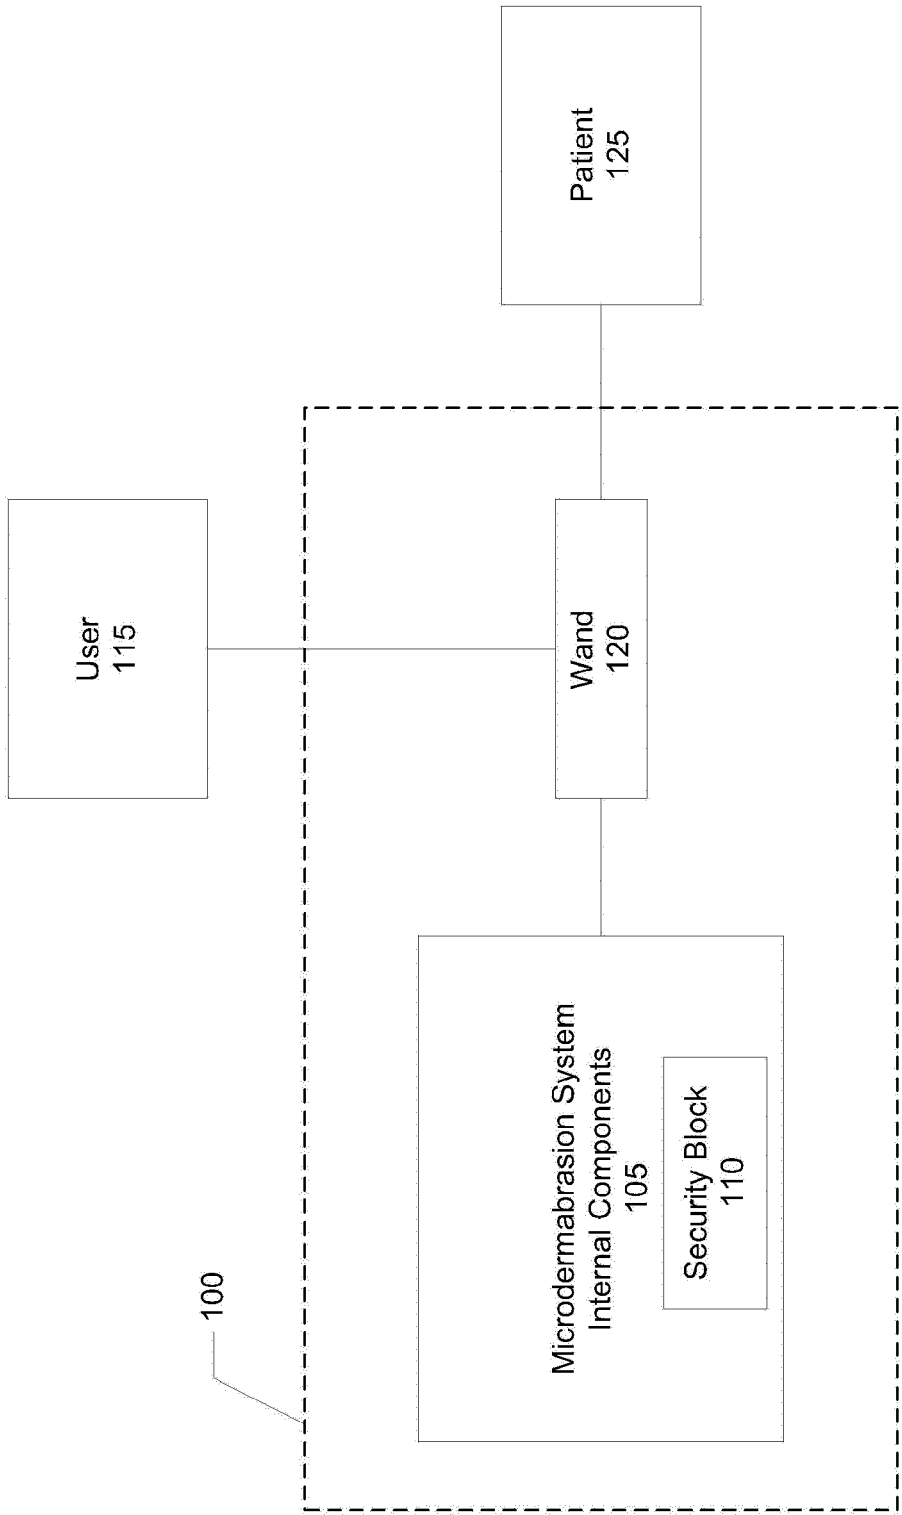 User
115
Patient
125
Wand
120
Microdermabrasion System
Internal Components
105
Security Block
110
100